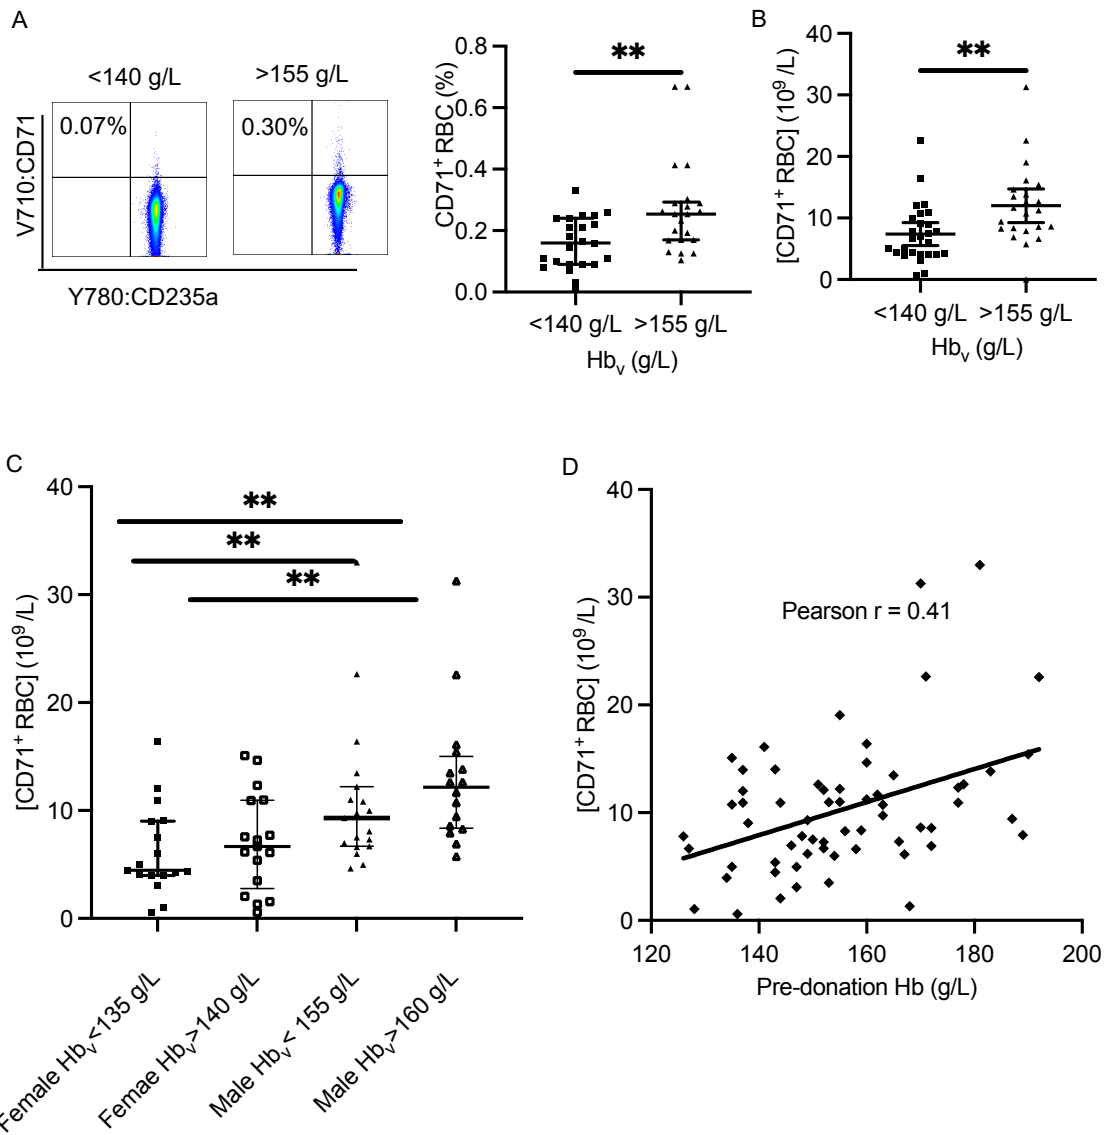 A
<140 g/L
>155 g/L
0.07%
0.30%
V710:CD71
Y780:CD235a
**
CD71+ RBC (%)
0.8
0.6
0.4
0.2
0.0
<140 g/L >155 g/L
Hbv (g/L)
B
**
[CD71+ RBC] (10⁹/L)
40
30
20
10
0
<140 g/L >155 g/L
Hbv (g/L)
C
**
**
**
[CD71+ RBC] (10⁹/L)
40
30
20
10
0
Female Hbv<135 g/L
Femae Hbv>140 g/L
Male Hbv< 155 g/L
Male Hbv>160 g/L
D
[CD71+ RBC] (10⁹/L)
40
30
20
10
0
Pearson r = 0.41
120 140 160 180 200
Pre-donation Hb (g/L)